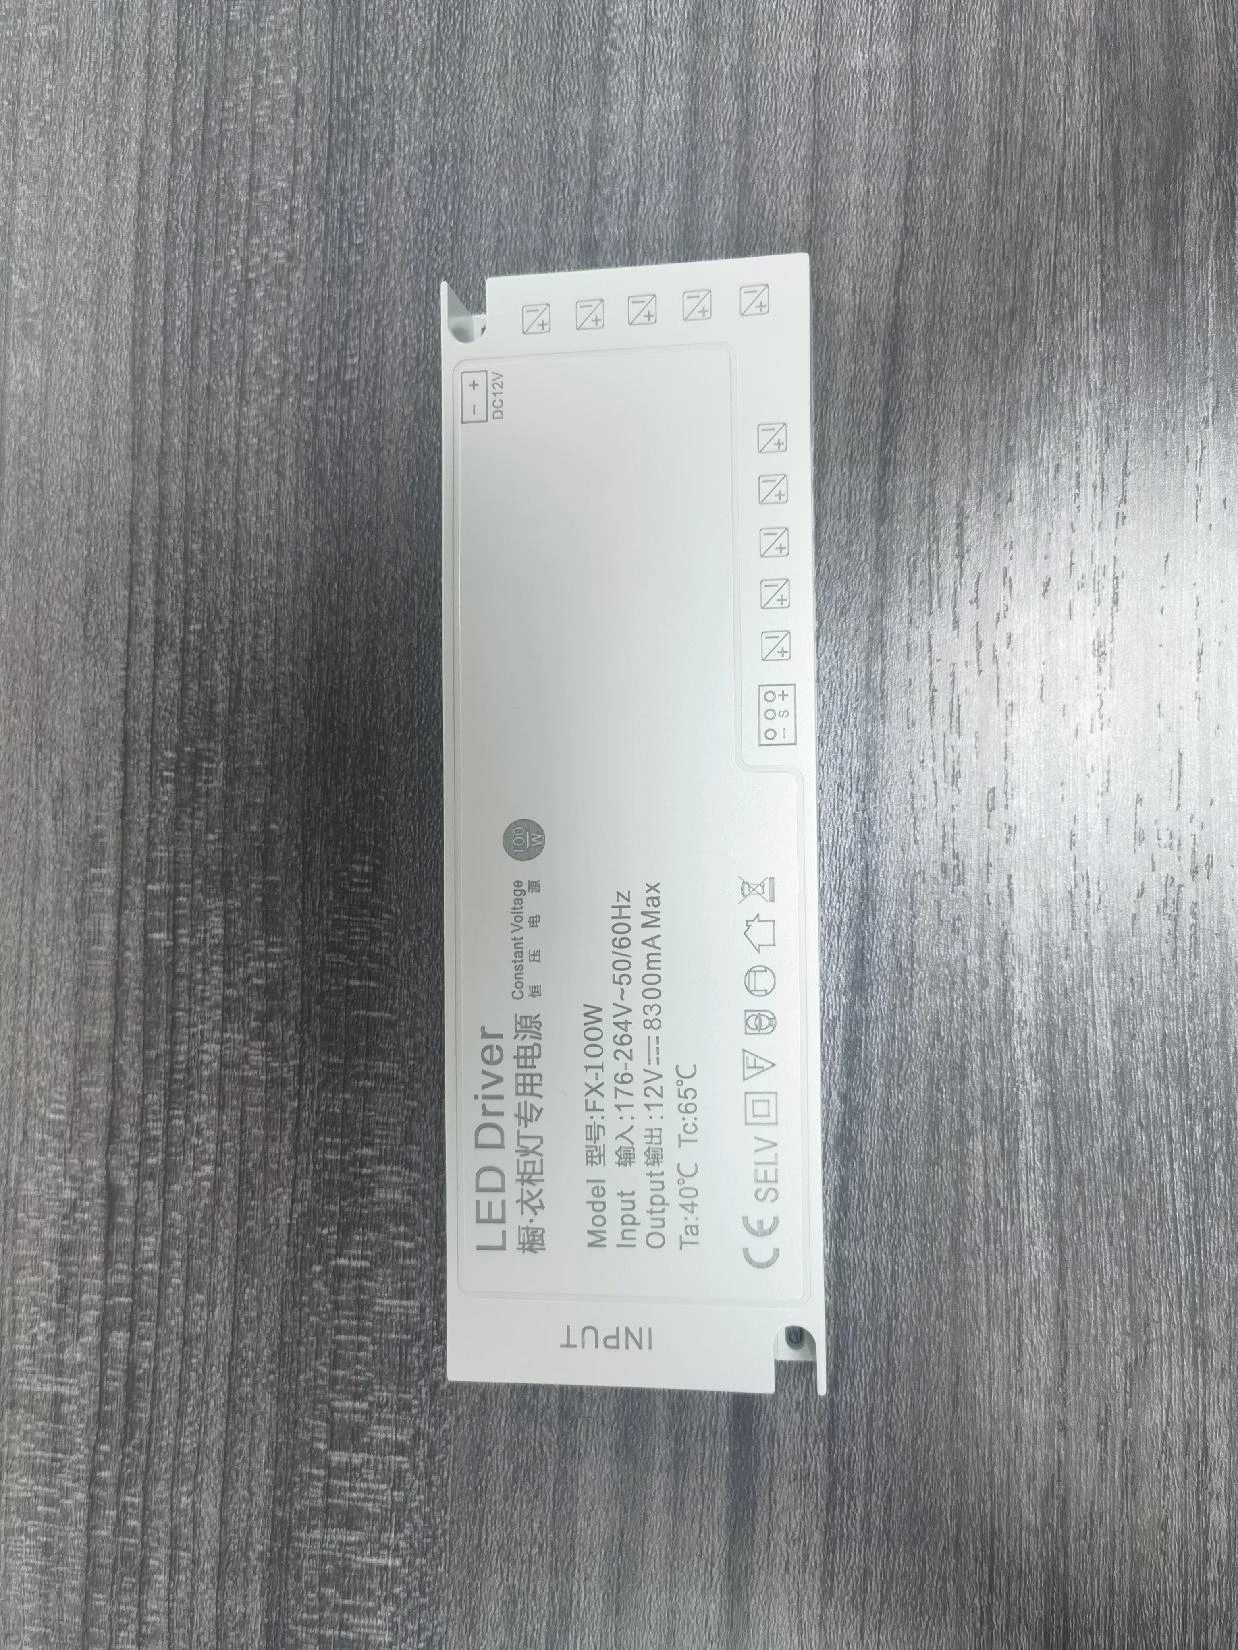 LED Driver
橱·衣柜灯专用电源
Constant Voltage
恒压电源
100
W
Model 型号:FX-100W
Input 输入:176-264V~50/60Hz
Output 输出:12V⎓8300mA Max
Ta:40℃ Tc:65℃
CE SELV F
INPUT
- +
DC12V
- S +